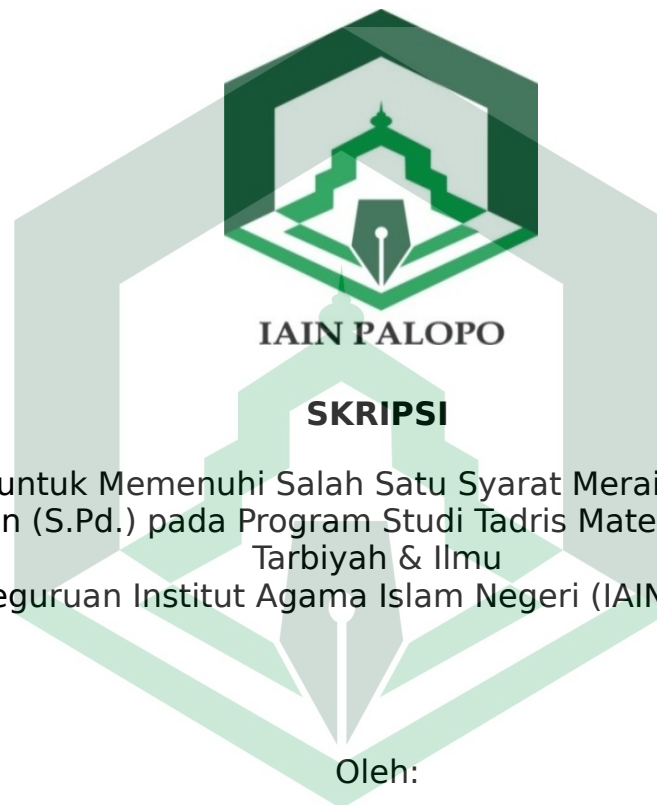 IAIN PALOPO
SKRIPSI
untuk Memenuhi Salah Satu Syarat Merai
n (S.Pd.) pada Program Studi Tadris Mate
Tarbiyah & Ilmu
eguruan Institut Agama Islam Negeri (IAIN
Oleh: